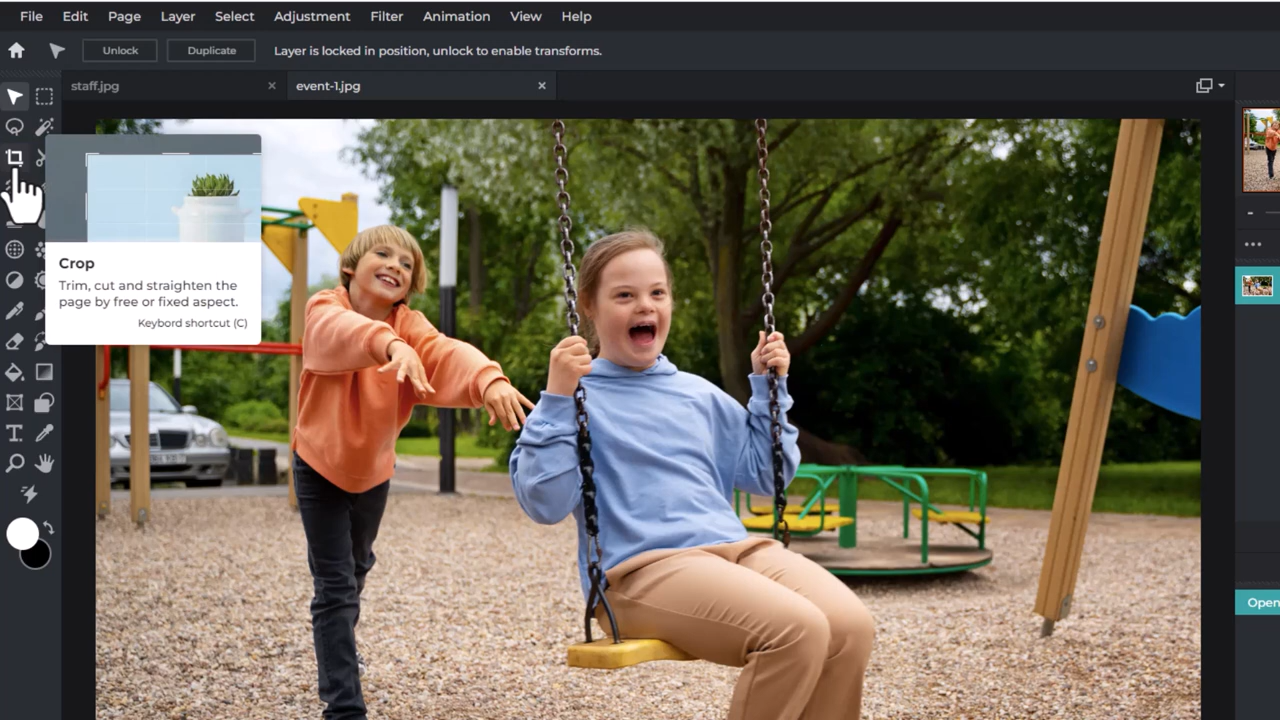 File Edit Page Layer Select Adjustment Filter Animation View Help
Unlock Duplicate Layer is locked in position, unlock to enable transforms.
staff.jpg event-1.jpg
Crop
Trim, cut and straighten the
page by free or fixed aspect.
Keybord shortcut (C)
Open